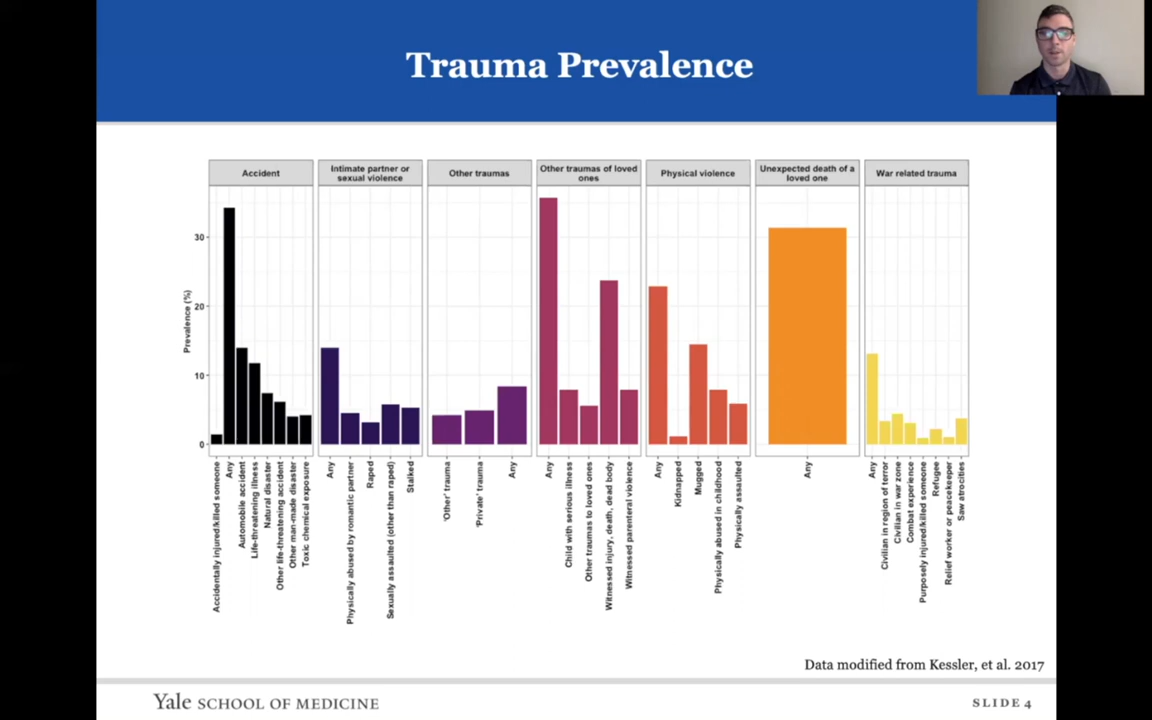 Trauma Prevalence
Accident
Intimate partner or
sexual violence
Other traumas
Other traumas of loved
ones
Physical violence
Unexpected death of a
loved one
War related trauma
Prevalence (%)
30
20
10
0
Accidentally injured/killed someone
Any
Automobile accident
Life-threatening illness
Natural disaster
Other life-threatening accident
Other man-made disaster
Toxic chemical exposure
Any
Physically abused by romantic partner
Raped
Sexually assaulted (other than raped)
Stalked
'Other' trauma
'Private' trauma
Any
Any
Child with serious illness
Other traumas to loved ones
Witnessed injury, death, dead body
Witnessed parenteral violence
Any
Kidnapped
Mugged
Physically abused in childhood
Physically assaulted
Any
Any
Civilian in region of terror
Civilian in war zone
Combat experience
Purposely injured/killed someone
Refugee
Relief worker or peacekeeper
Saw atrocities
Data modified from Kessler, et al. 2017
Yale SCHOOL OF MEDICINE
SLIDE 4